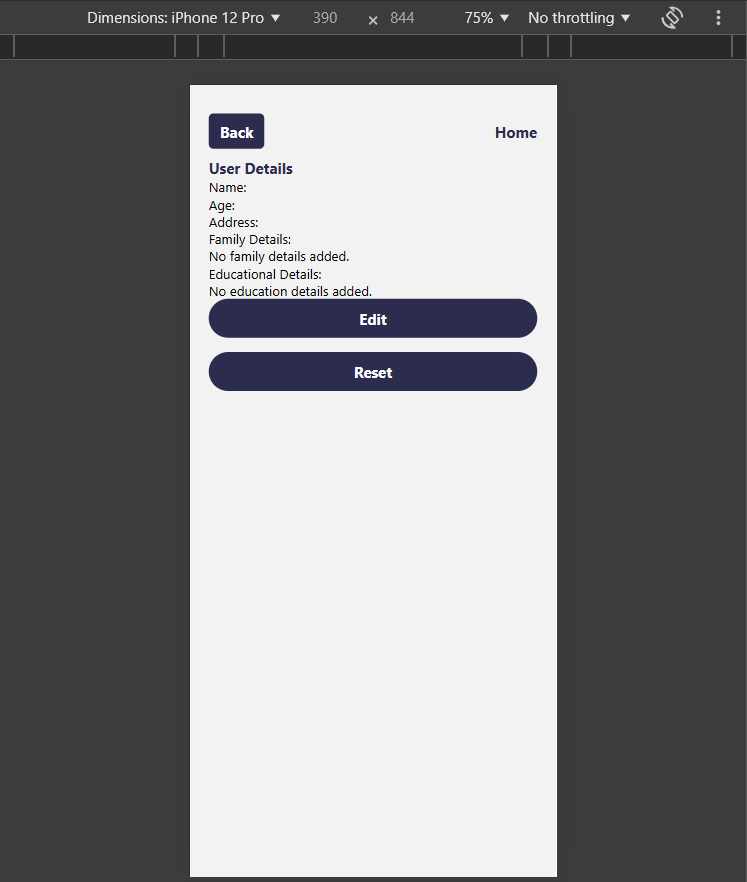 Dimensions: iPhone 12 Pro ▼ 390 × 844 75% ▼ No throttling ▼
Back Home
User Details
Name:
Age:
Address:
Family Details:
No family details added.
Educational Details:
No education details added.
Edit
Reset